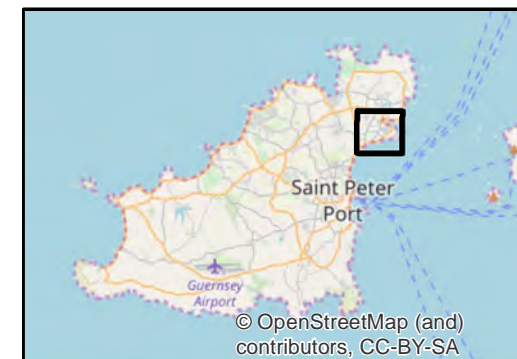 Saint Peter
Port
Guernsey
Airport
© OpenStreetMap (and)
contributors, CC-BY-SA